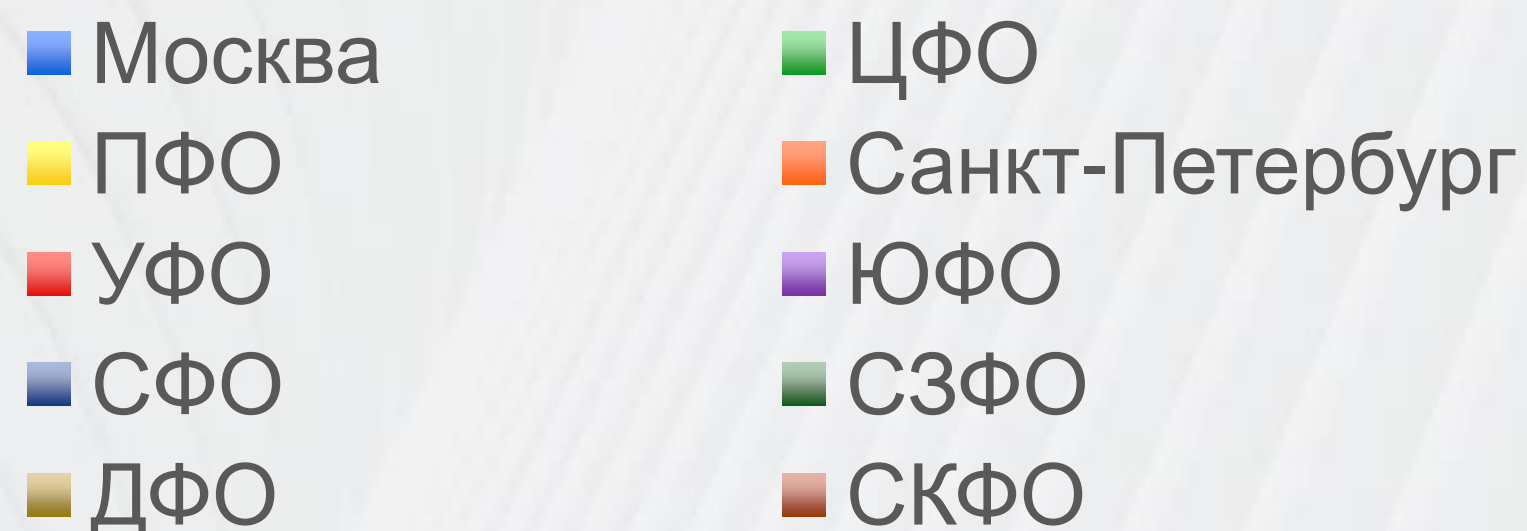 Москва ЦФО
ПФО Санкт-Петербург
УФО ЮФО
СФО СЗФО
ДФО СКФО